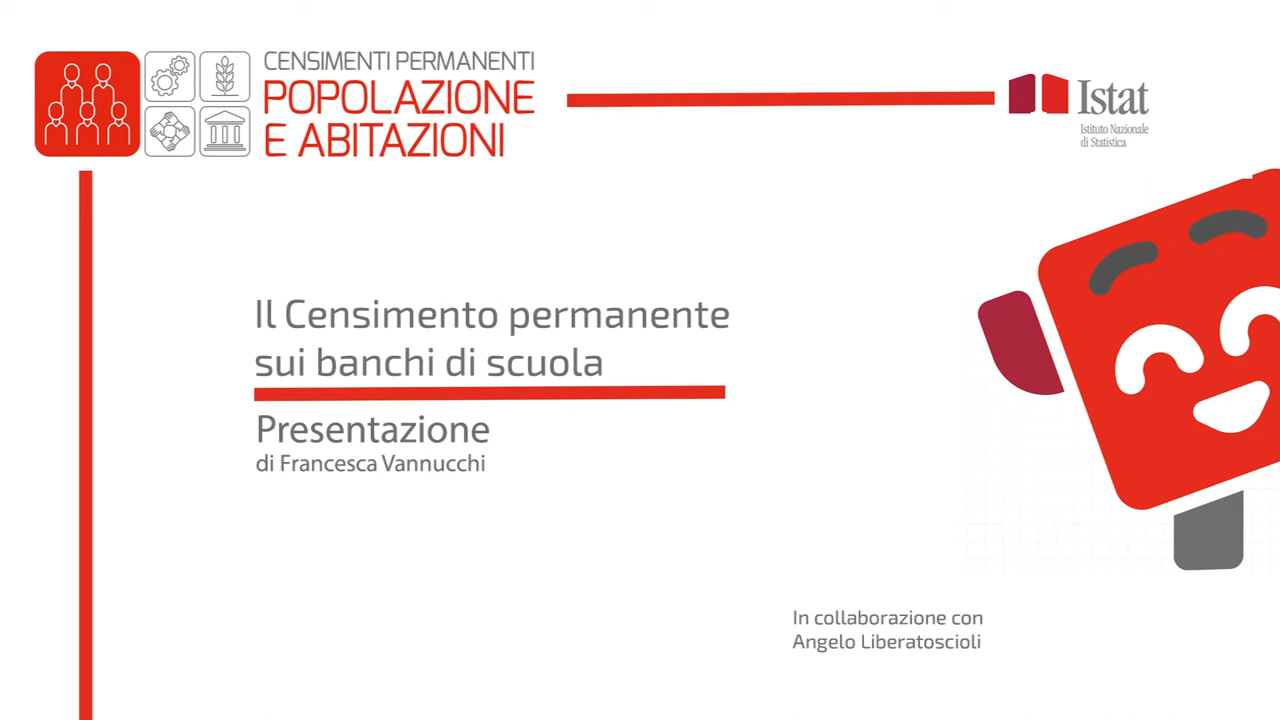 CENSIMENTI PERMANENTI
POPOLAZIONE
E ABITAZIONI
Istat
Istituto Nazionale
di Statistica
Il Censimento permanente
sui banchi di scuola
Presentazione
di Francesca Vannucchi
In collaborazione con
Angelo Liberatoscioli